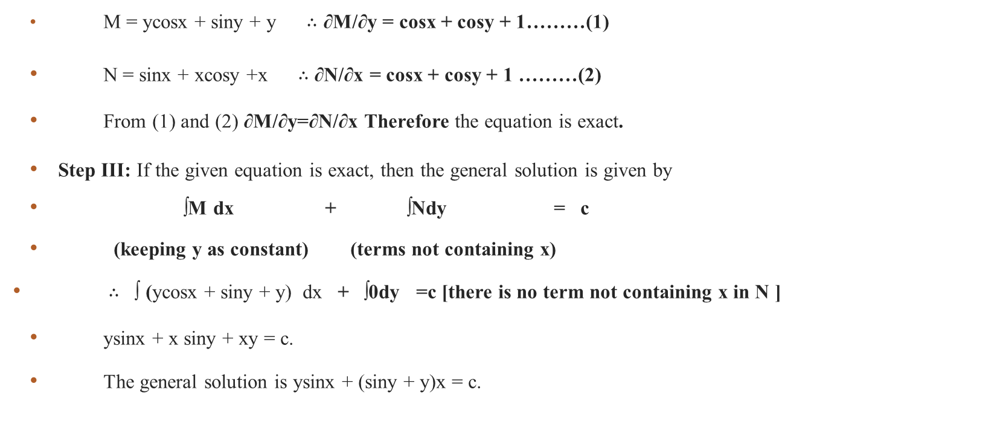 • M = ycosx + siny + y ∴ ∂M/∂y = cosx + cosy + 1………(1)
• N = sinx + xcosy +x ∴ ∂N/∂x = cosx + cosy + 1 ………(2)
• From (1) and (2) ∂M/∂y=∂N/∂x Therefore the equation is exact.
• Step III: If the given equation is exact, then the general solution is given by
• ∫M dx + ∫Ndy = c
• (keeping y as constant) (terms not containing x)
• ∴ ∫ (ycosx + siny + y) dx + ∫0dy =c [there is no term not containing x in N ]
• ysinx + x siny + xy = c.
• The general solution is ysinx + (siny + y)x = c.